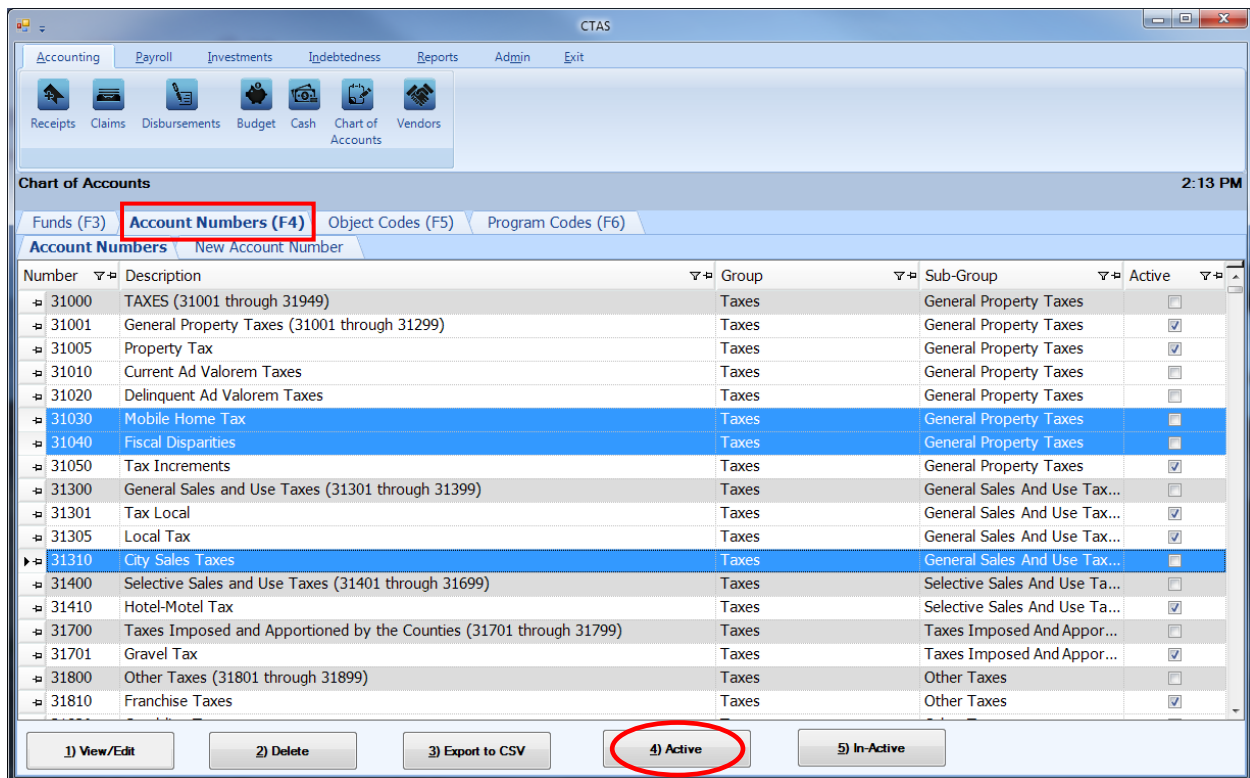 CTAS
Accounting Payroll Investments Indebtedness Reports Admin Exit
Receipts Claims Disbursements Budget Cash Chart of Accounts Vendors
Chart of Accounts 2:13 PM
Funds (F3) Account Numbers (F4) Object Codes (F5) Program Codes (F6)
Account Numbers New Account Number
Number Description Group Sub-Group Active
31000 TAXES (31001 through 31949) Taxes General Property Taxes
31001 General Property Taxes (31001 through 31299) Taxes General Property Taxes
31005 Property Tax Taxes General Property Taxes
31010 Current Ad Valorem Taxes Taxes General Property Taxes
31020 Delinquent Ad Valorem Taxes Taxes General Property Taxes
31030 Mobile Home Tax Taxes General Property Taxes
31040 Fiscal Disparities Taxes General Property Taxes
31050 Tax Increments Taxes General Property Taxes
31300 General Sales and Use Taxes (31301 through 31399) Taxes General Sales And Use Tax...
31301 Tax Local Taxes General Sales And Use Tax...
31305 Local Tax Taxes General Sales And Use Tax...
31310 City Sales Taxes Taxes General Sales And Use Tax...
31400 Selective Sales and Use Taxes (31401 through 31699) Taxes Selective Sales And Use Ta...
31410 Hotel-Motel Tax Taxes Selective Sales And Use Ta...
31700 Taxes Imposed and Apportioned by the Counties (31701 through 31799) Taxes Taxes Imposed And Appor...
31701 Gravel Tax Taxes Taxes Imposed And Appor...
31800 Other Taxes (31801 through 31899) Taxes Other Taxes
31810 Franchise Taxes Taxes Other Taxes
1) View/Edit 2) Delete 3) Export to CSV 4) Active 5) In-Active